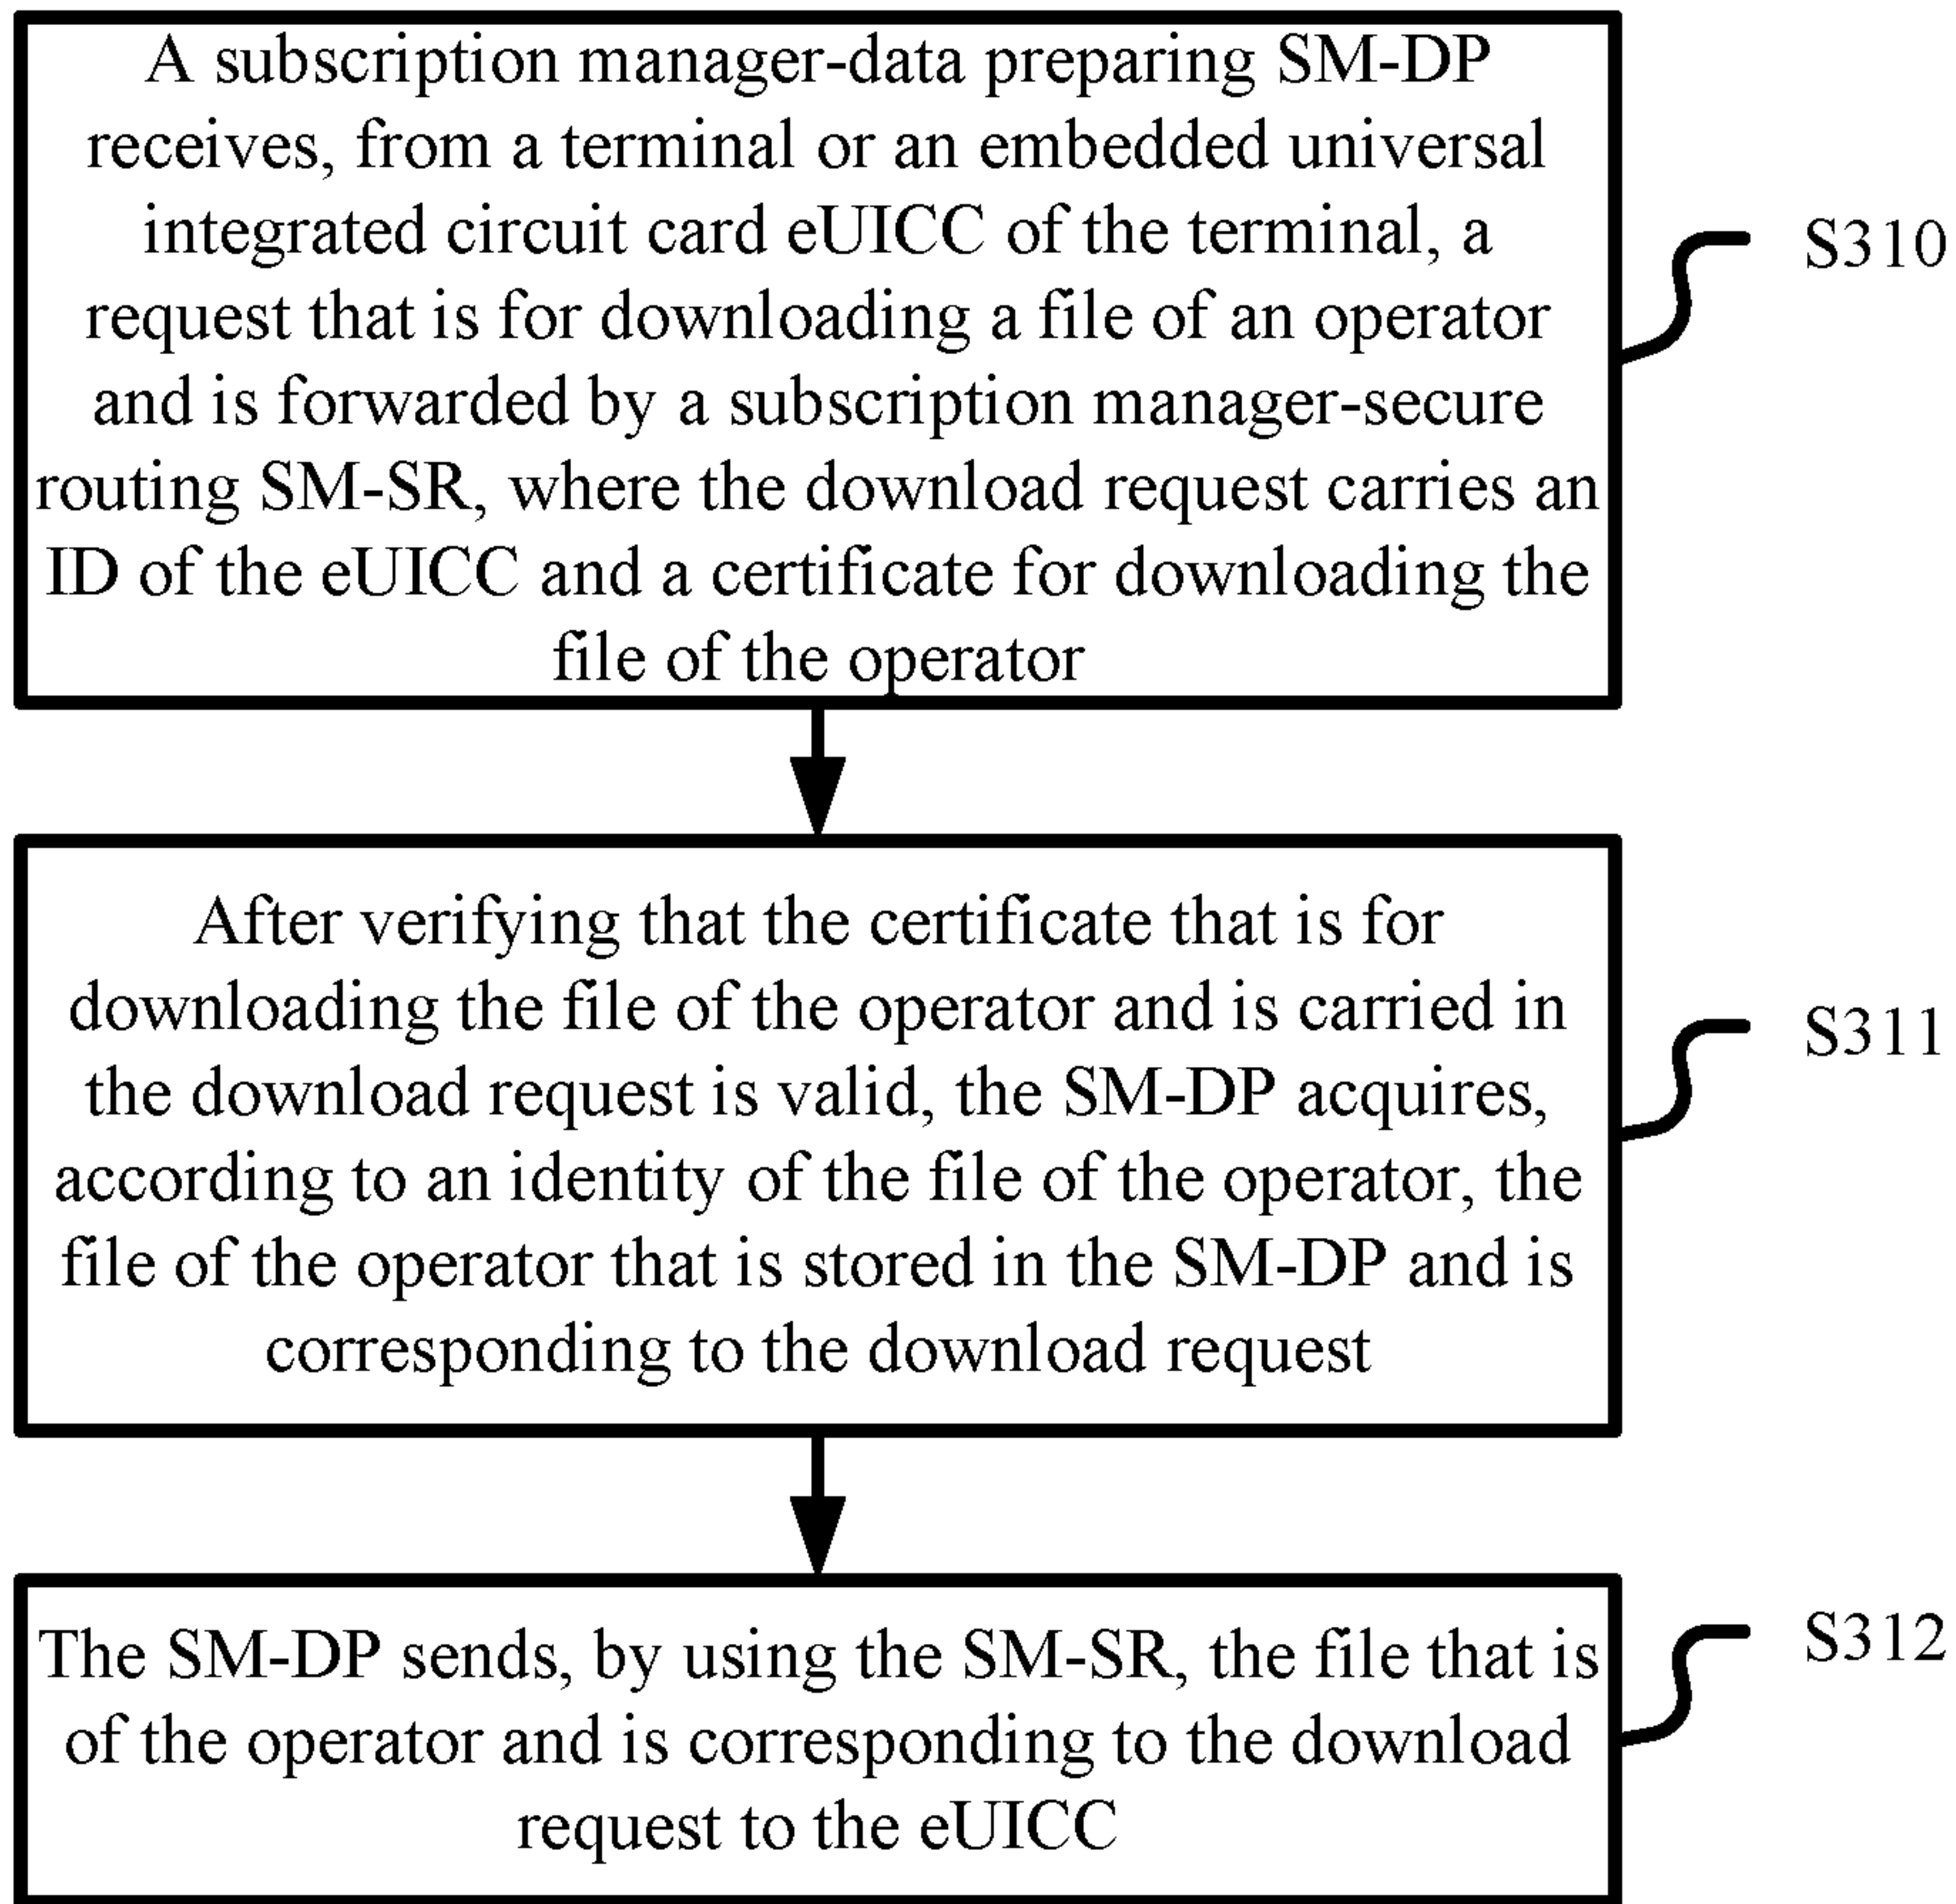 A subscription manager-data preparing SM-DP
receives, from a terminal or an embedded universal
integrated circuit card eUICC of the terminal, a
request that is for downloading a file of an operator
and is forwarded by a subscription manager-secure
routing SM-SR, where the download request carries an
ID of the eUICC and a certificate for downloading the
file of the operator
S310
After verifying that the certificate that is for
downloading the file of the operator and is carried in
the download request is valid, the SM-DP acquires,
according to an identity of the file of the operator, the
file of the operator that is stored in the SM-DP and is
corresponding to the download request
S311
The SM-DP sends, by using the SM-SR, the file that is
of the operator and is corresponding to the download
request to the eUICC
S312